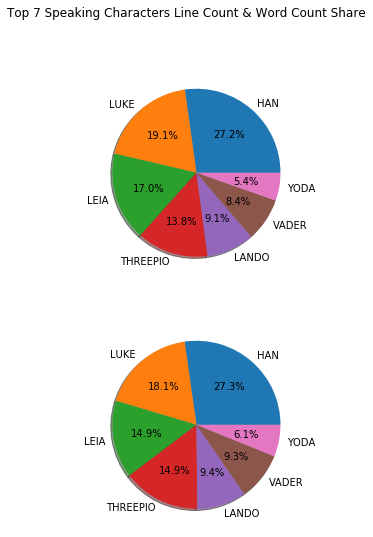 Top 7 Speaking Characters Line Count & Word Count Share
HAN
27.2%
LUKE
19.1%
LEIA
17.0%
THREEPIO
13.8%
LANDO
9.1%
VADER
8.4%
YODA
5.4%
HAN
27.3%
LUKE
18.1%
LEIA
14.9%
THREEPIO
14.9%
LANDO
9.4%
VADER
9.3%
YODA
6.1%